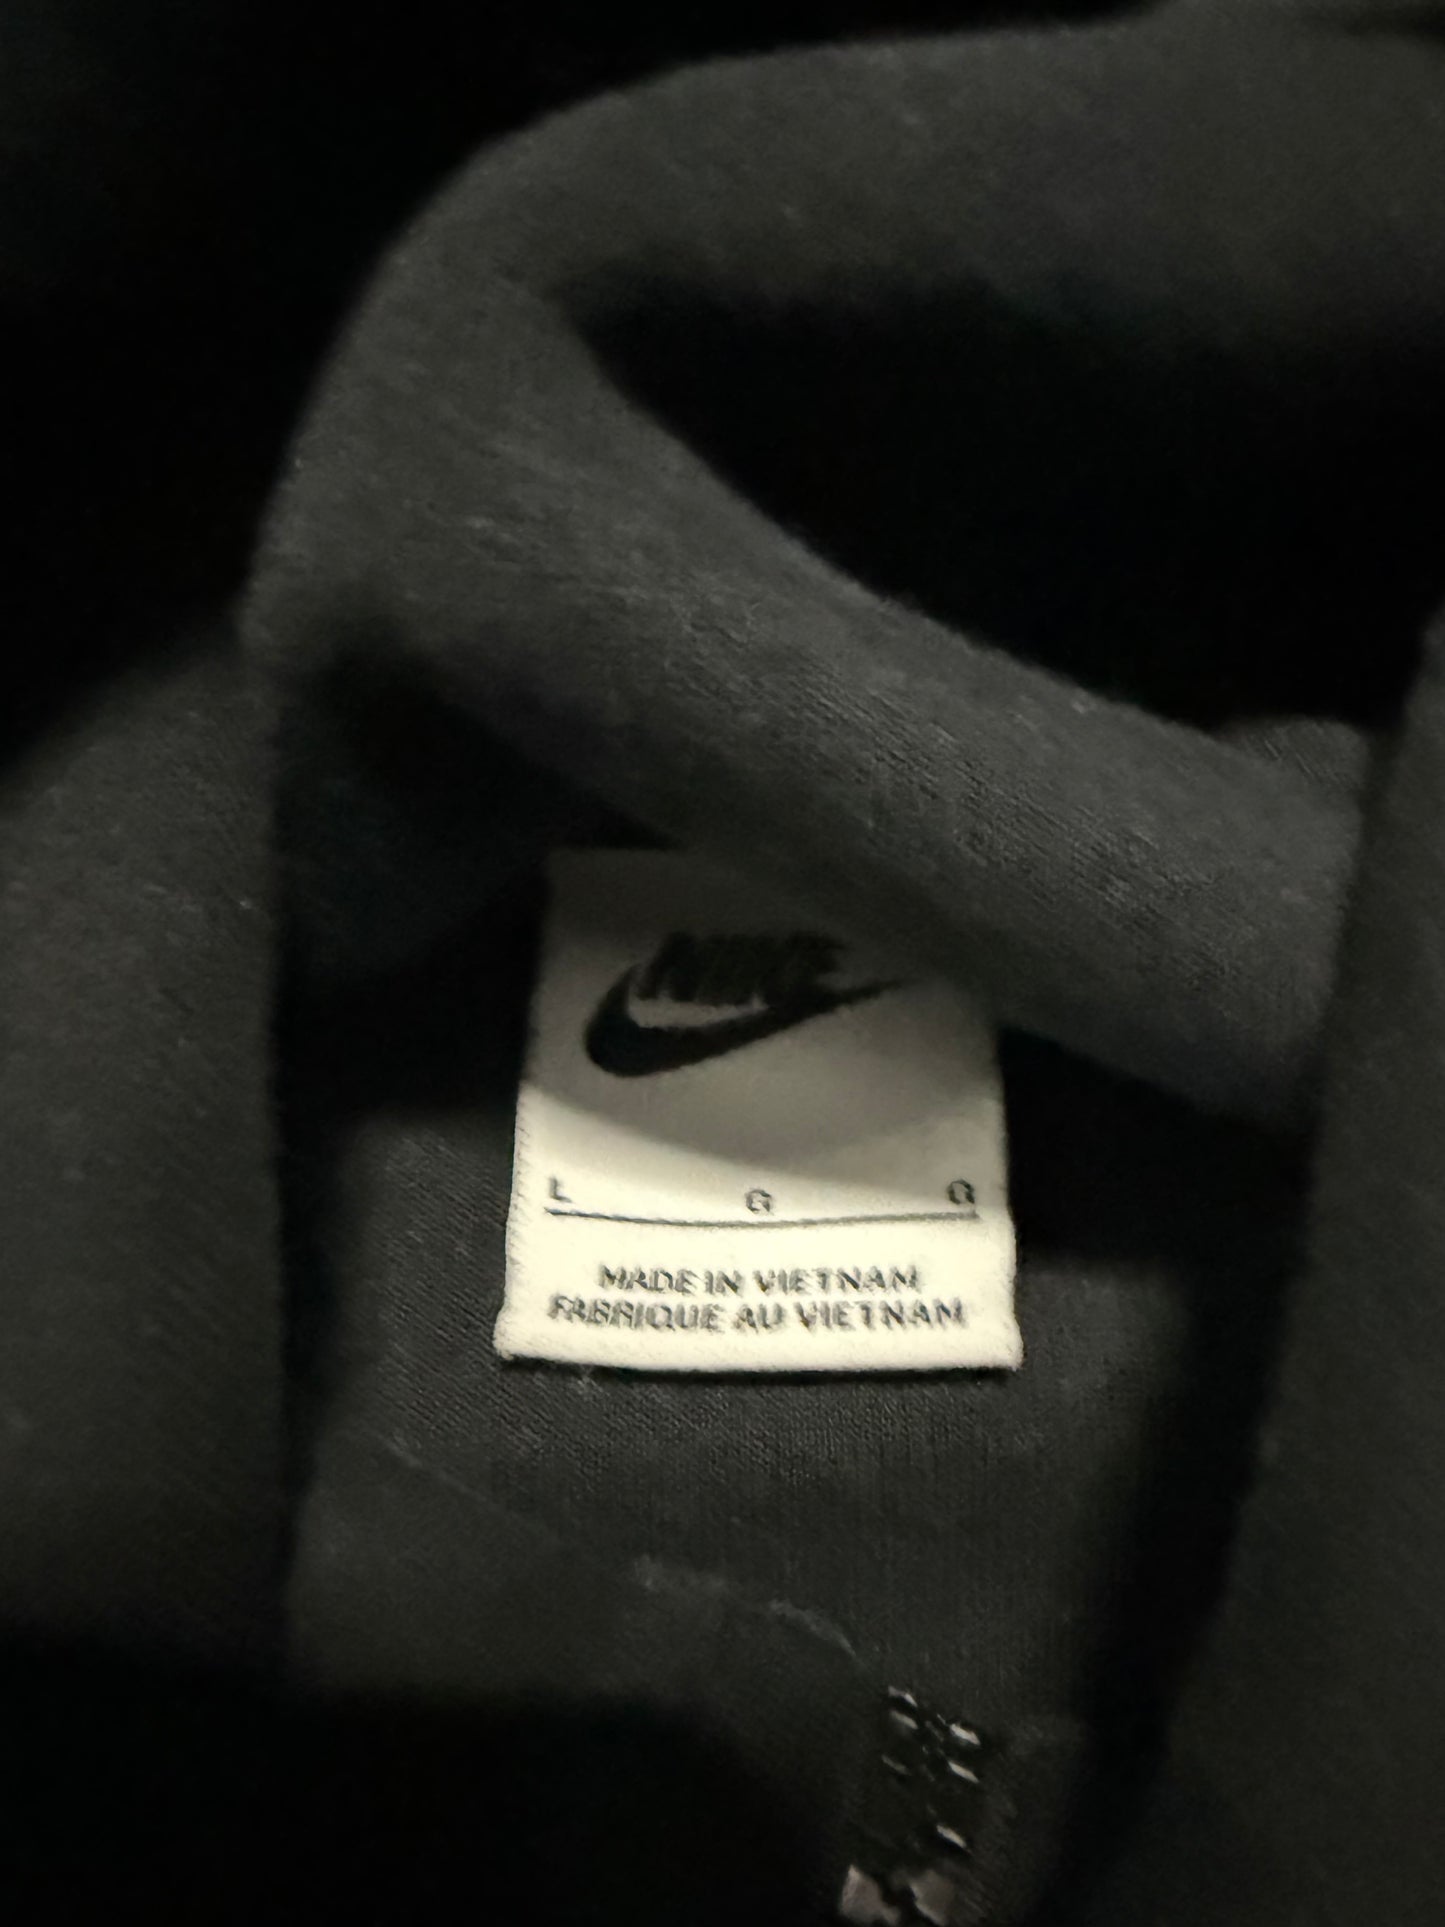 NIKE
L G G
MADE IN VIETNAM
FABRIQUE AU VIETNAM